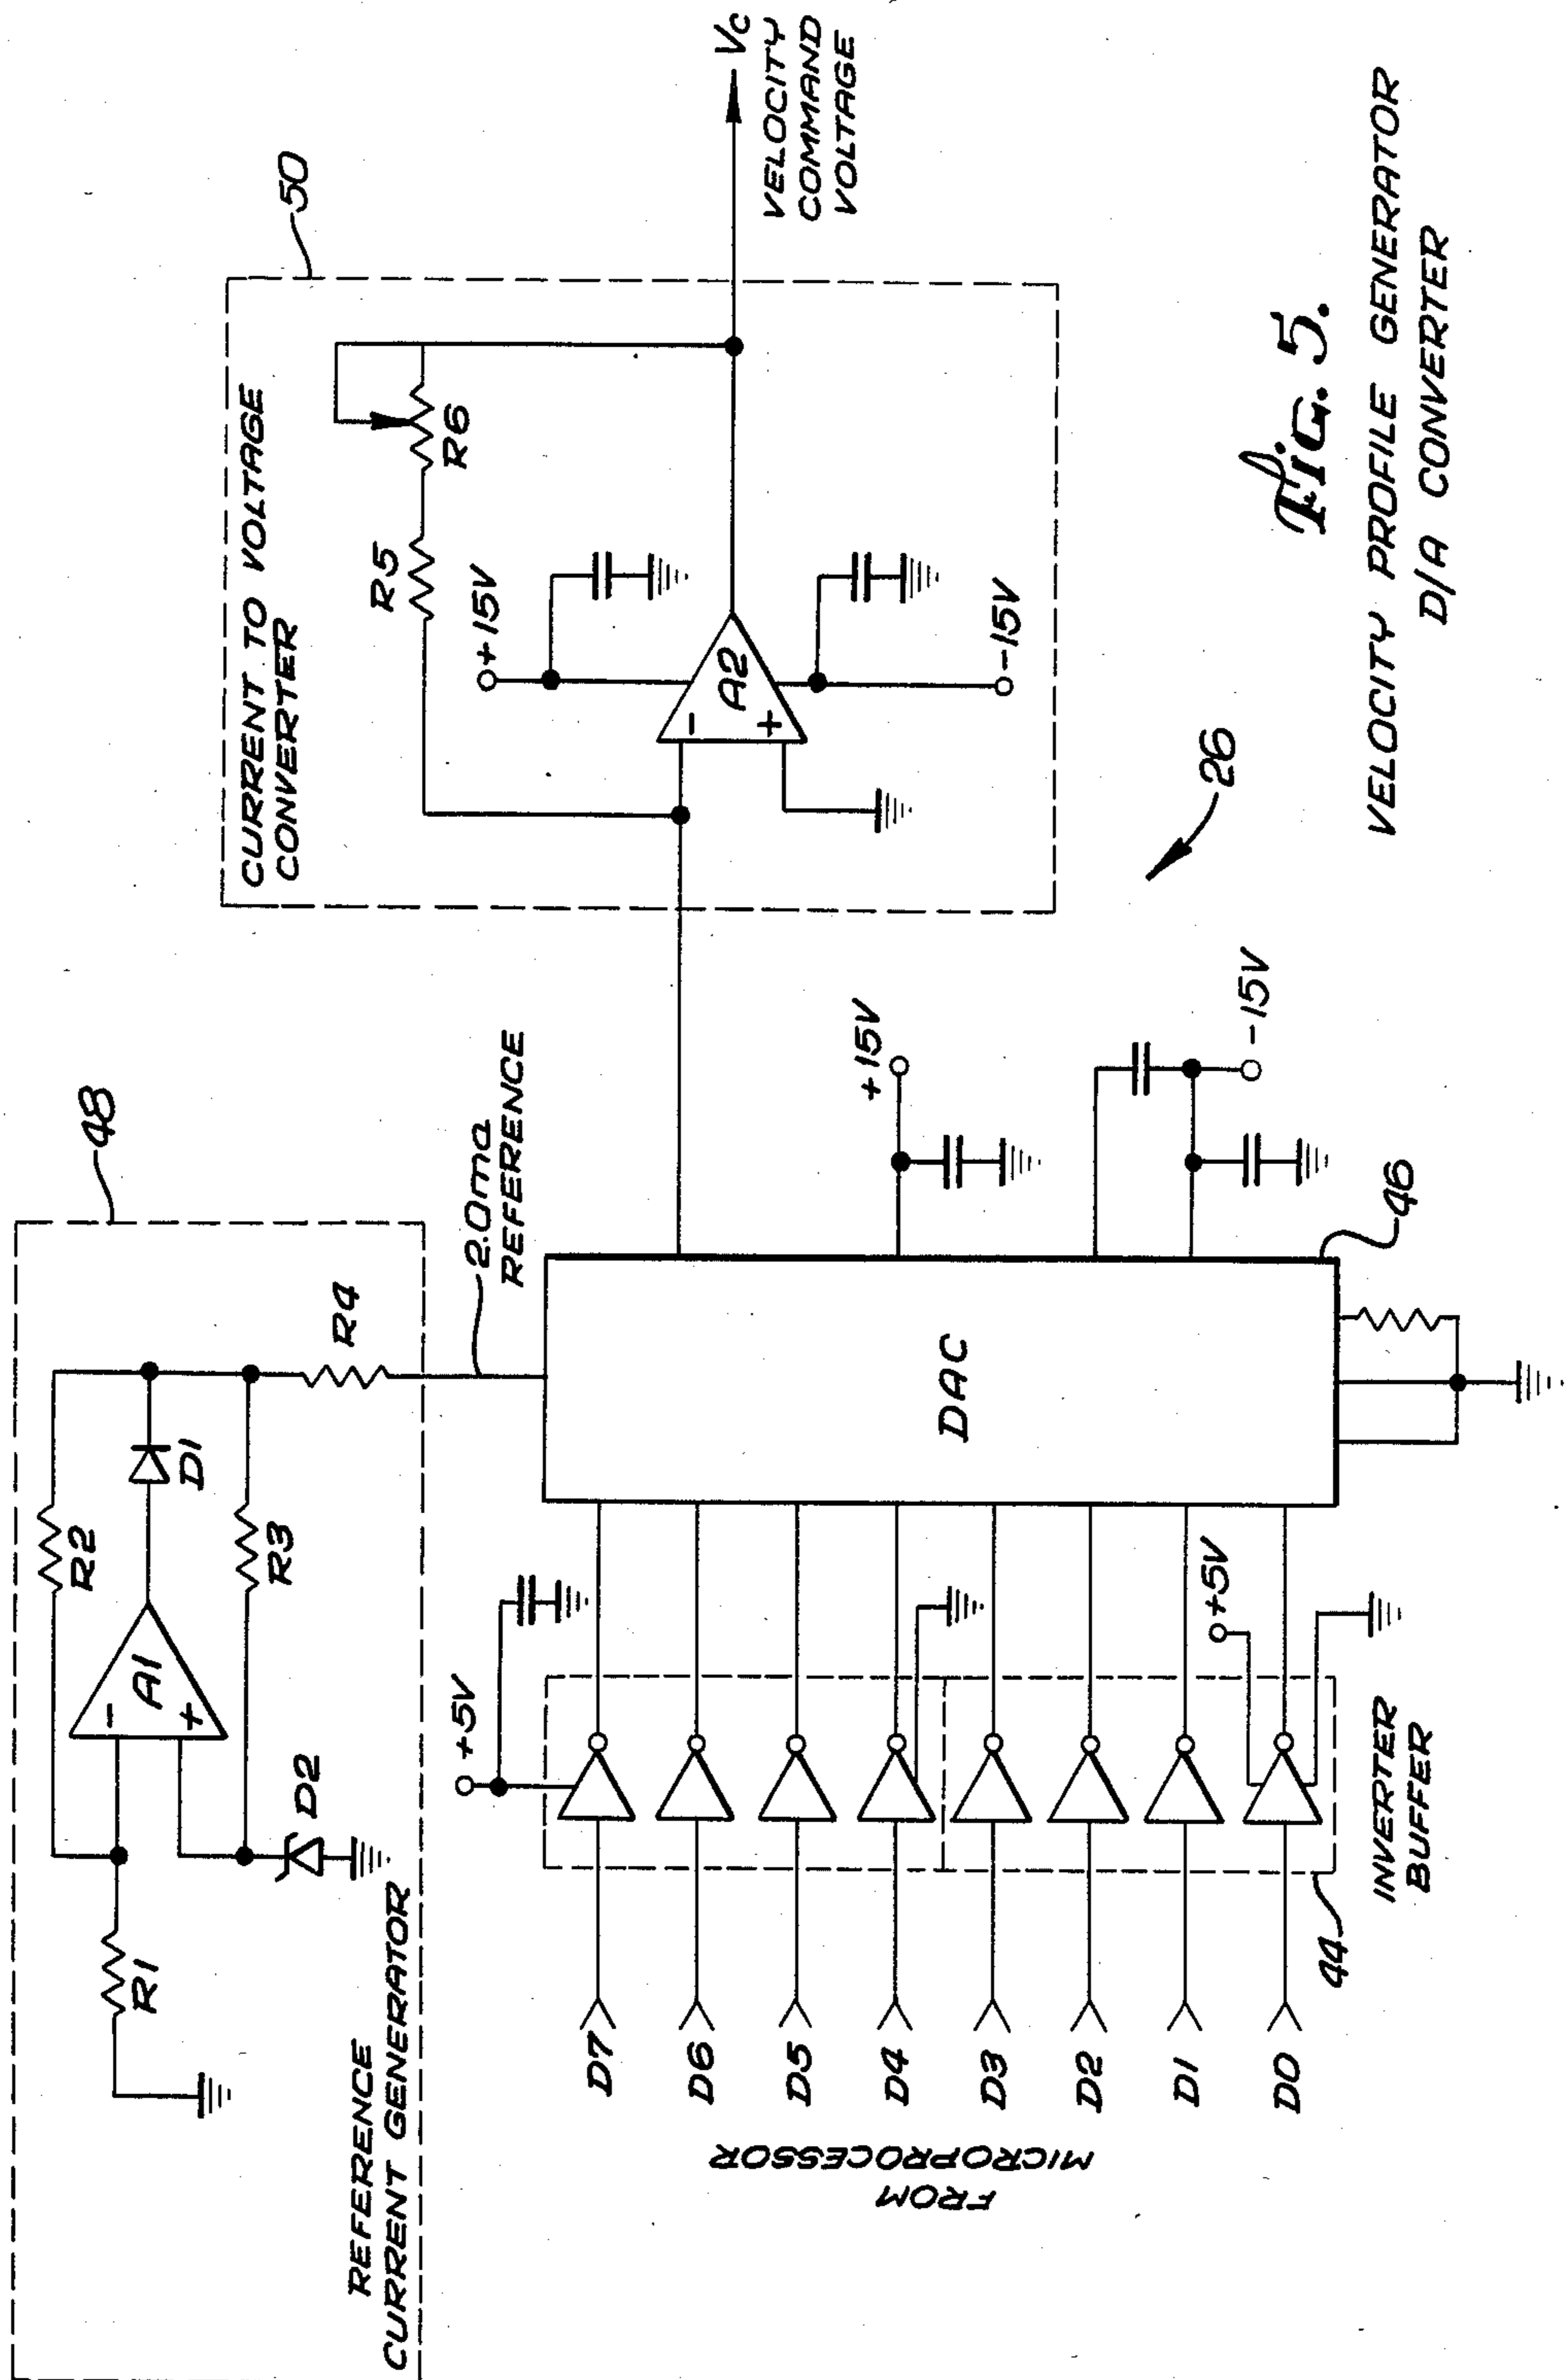 48
R2
A1
-
+
D1
R1
R3
D2
R4
REFERENCE
CURRENT GENERATOR
2.0ma
REFERENCE
50
CURRENT TO VOLTAGE
CONVERTER
R5
R6
+15V
-
+
A2
-15V
Vc
VELOCITY
COMMAND
VOLTAGE
FROM
MICROPROCESSOR
D7
D6
D5
D4
D3
D2
D1
D0
+5V
+5V
44
INVERTER
BUFFER
DAC
46
+15V
-15V
26
Fig. 5.
VELOCITY PROFILE GENERATOR
D/A CONVERTER